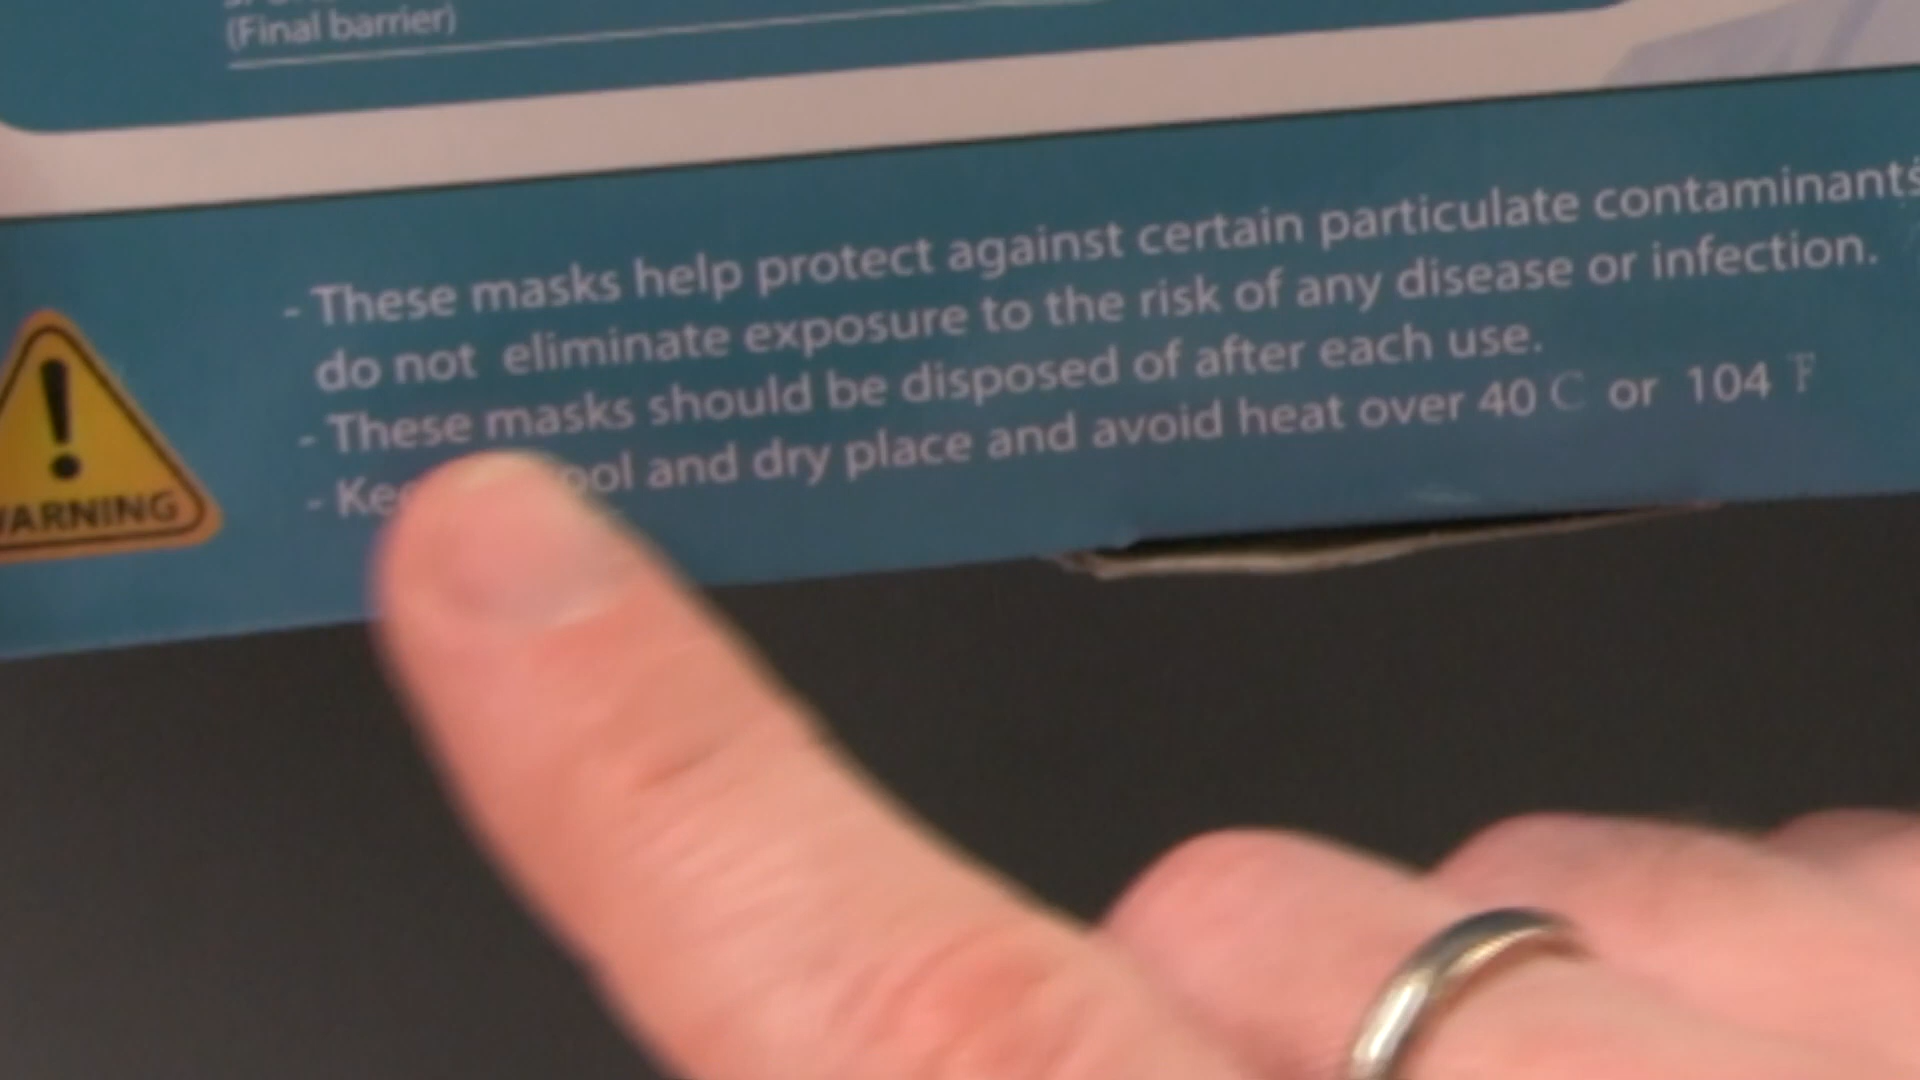 (Final barrier)
- These masks help protect against certain particulate contaminants
do not eliminate exposure to the risk of any disease or infection.
- These masks should be disposed of after each use.
- ool and dry place and avoid heat over 40 C or 104 F
WARNING